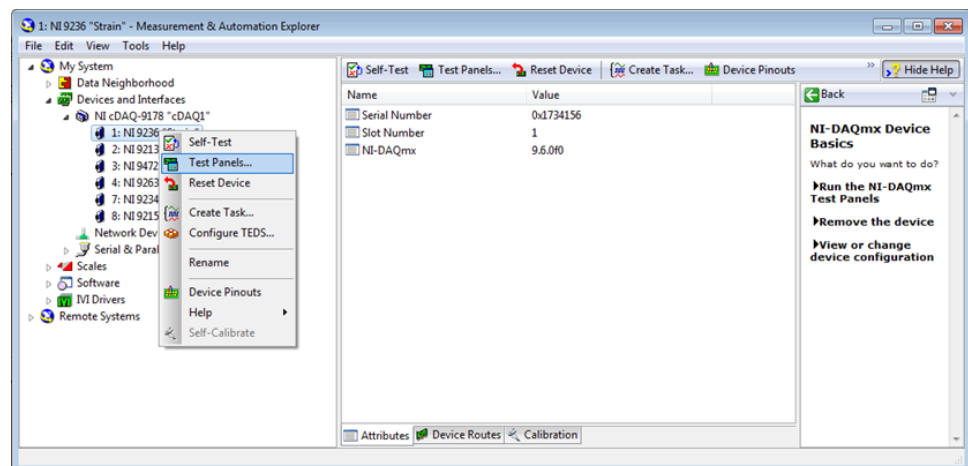 1: NI 9236 "Strain" - Measurement & Automation Explorer
File Edit View Tools Help
My System
Data Neighborhood
Devices and Interfaces
NI cDAQ-9178 "cDAQ1"
1: NI 9236 "Strain"
2: NI 9213
3: NI 9472
4: NI 9263
7: NI 9234
8: NI 9215
Network Dev
Serial & Paral
Scales
Software
IVI Drivers
Remote Systems
Self-Test
Test Panels...
Reset Device
Create Task...
Configure TEDS...
Rename
Device Pinouts
Help
Self-Calibrate
Self-Test Test Panels... Reset Device Create Task... Device Pinouts » Hide Help
Name Value
Serial Number 0x1734156
Slot Number 1
NI-DAQmx 9.6.0f0
Attributes Device Routes Calibration
Back
NI-DAQmx Device
Basics
What do you want to do?
Run the NI-DAQmx
Test Panels
Remove the device
View or change
device configuration